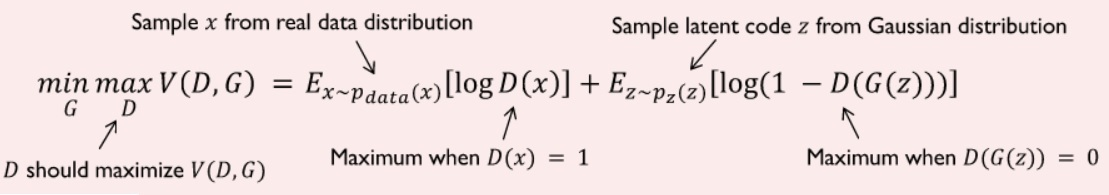 Sample x from real data distribution
Sample latent code z from Gaussian distribution
min max V(D, G) = E_{x~p_{data}(x)}[log D(x)] + E_{z~p_z(z)}[log(1 − D(G(z)))]
G D
D should maximize V(D, G)
Maximum when D(x) = 1
Maximum when D(G(z)) = 0